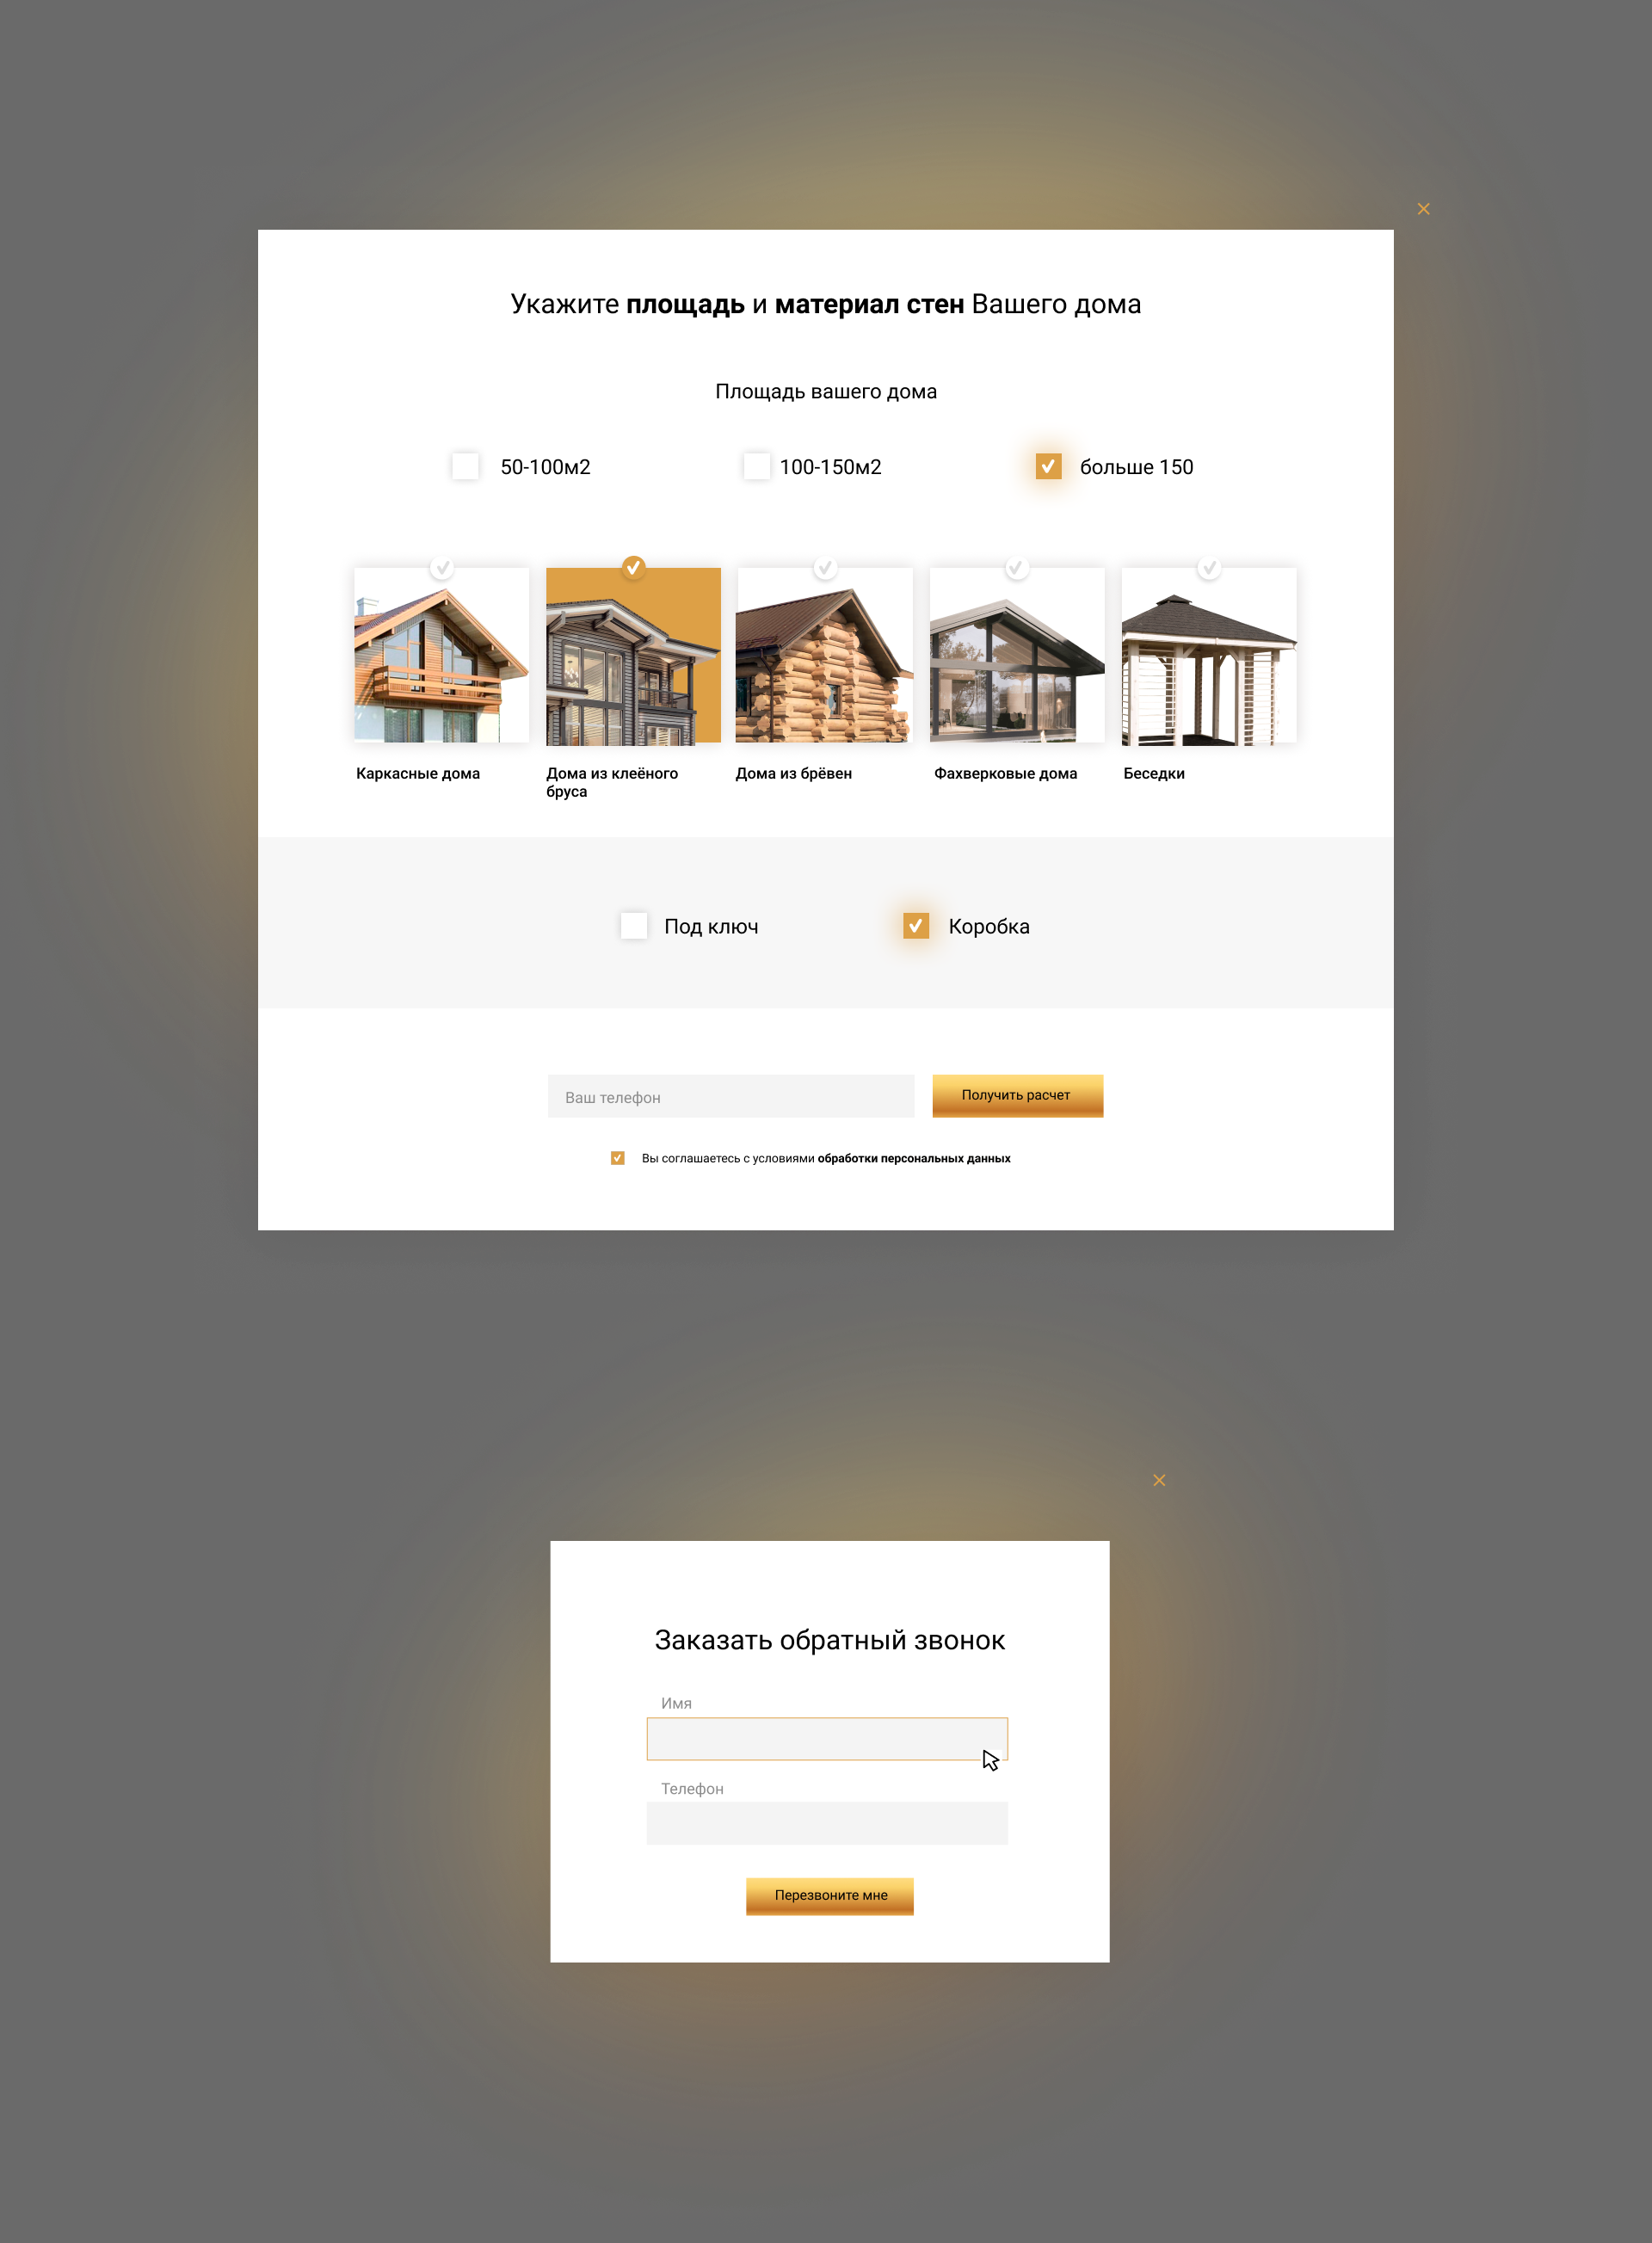 Укажите площадь и материал стен Вашего дома
Площадь вашего дома
50-100м2
100-150м2
больше 150
Каркасные дома
Дома из клеёного
бруса
Дома из брёвен
Фахверковые дома
Беседки
Под ключ
Коробка
Ваш телефон
Получить расчет
Вы соглашаетесь с условиями обработки персональных данных
Заказать обратный звонок
Имя
Телефон
Перезвоните мне